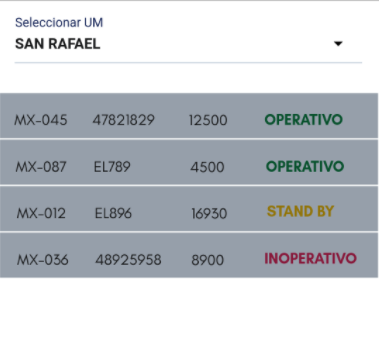 Seleccionar UM
SAN RAFAEL
MX-045 47821829 12500 OPERATIVO
MX-087 EL789 4500 OPERATIVO
MX-012 EL896 16930 STAND BY
MX-036 48925958 8900 INOPERATIVO